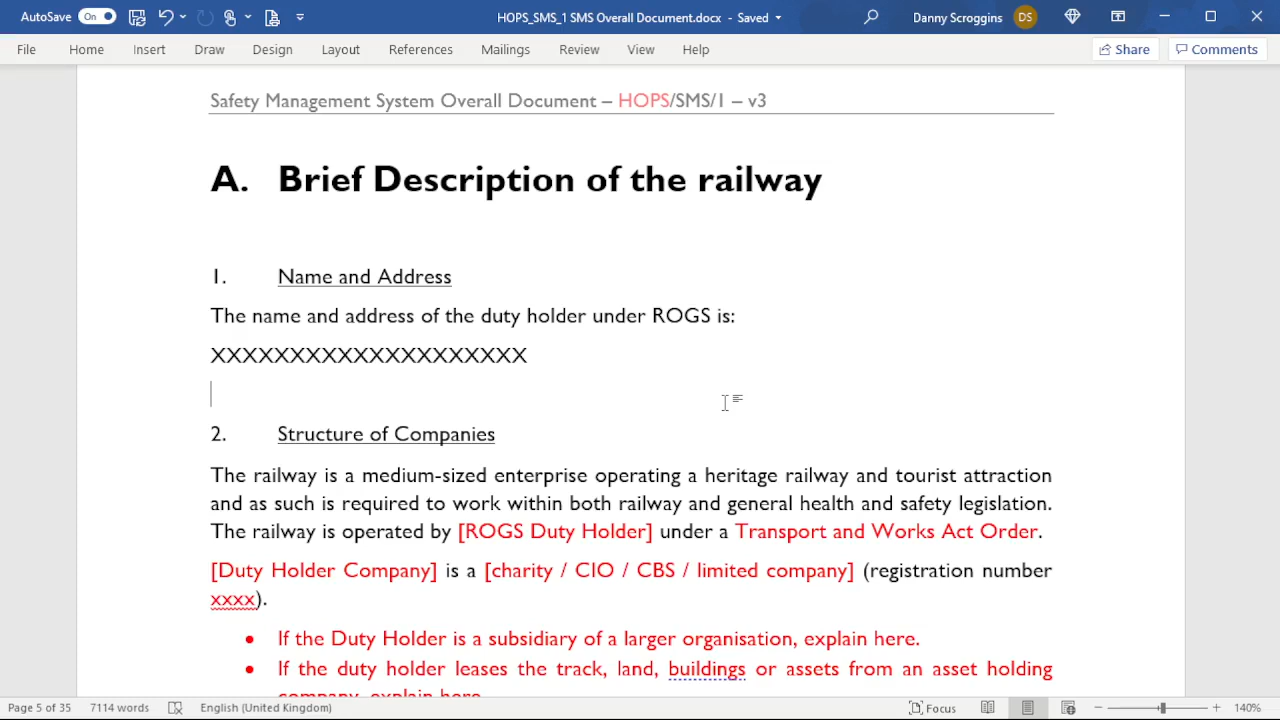 AutoSave On HOPS_SMS_1 SMS Overall Document.docx - Saved Danny Scroggins DS
File Home Insert Draw Design Layout References Mailings Review View Help Share Comments
Safety Management System Overall Document – HOPS/SMS/1 – v3
A. Brief Description of the railway
1. Name and Address
The name and address of the duty holder under ROGS is:
XXXXXXXXXXXXXXXXXXXX
2. Structure of Companies
The railway is a medium-sized enterprise operating a heritage railway and tourist attraction
and as such is required to work within both railway and general health and safety legislation.
The railway is operated by [ROGS Duty Holder] under a Transport and Works Act Order.
[Duty Holder Company] is a [charity / CIO / CBS / limited company] (registration number
xxxx).
• If the Duty Holder is a subsidiary of a larger organisation, explain here.
• If the duty holder leases the track, land, buildings or assets from an asset holding
company, explain here.
Page 5 of 35 7114 words English (United Kingdom) Focus 140%